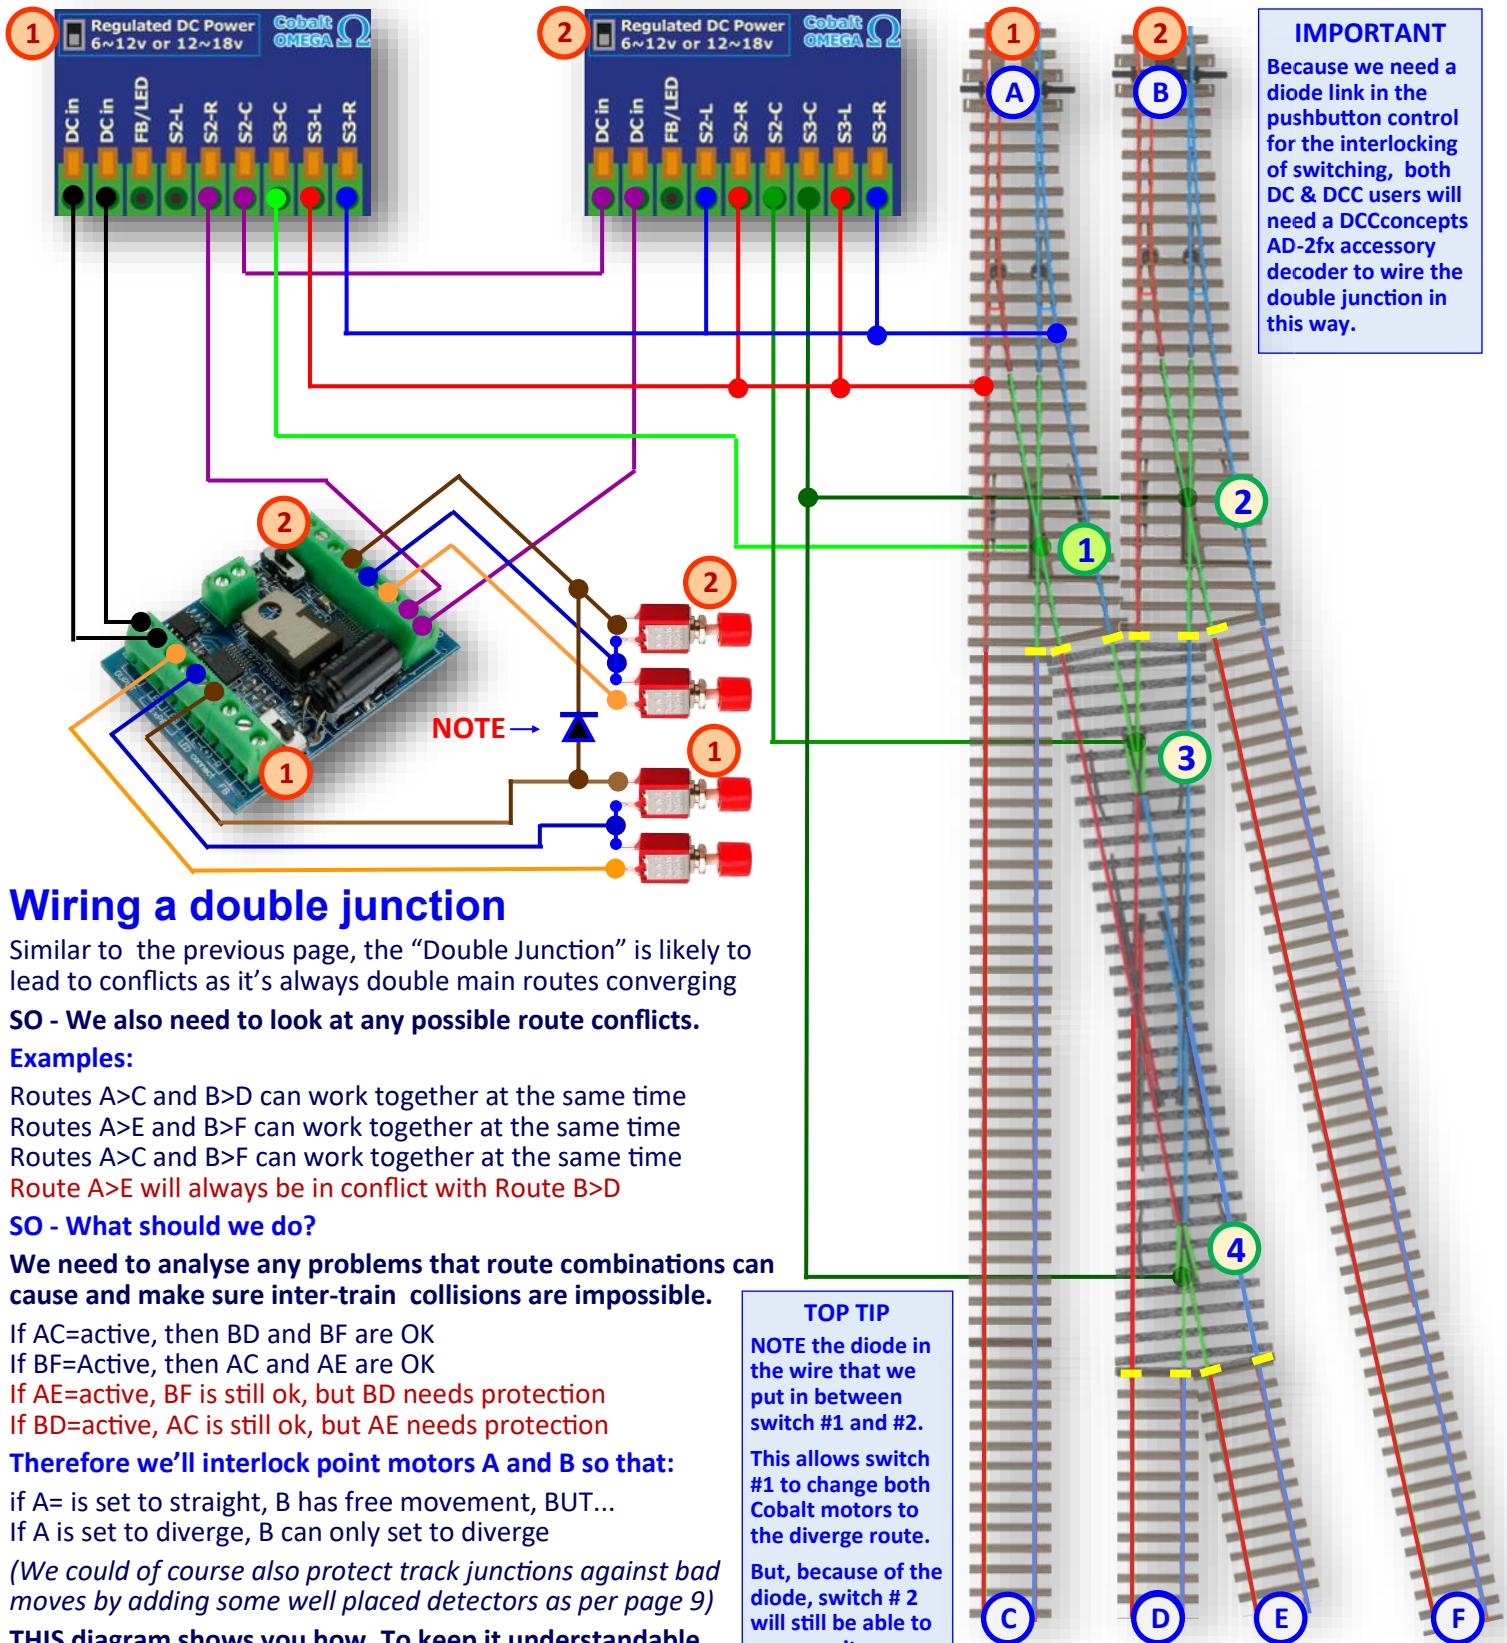 1
Regulated DC Power
6~12v or 12~18v
Cobalt
OMEGA Ω
DC in
DC in
FB/LED
S2-L
S2-R
S2-C
S3-C
S3-L
S3-R
2
Regulated DC Power
6~12v or 12~18v
Cobalt
OMEGA Ω
DC in
DC in
FB/LED
S2-L
S2-R
S2-C
S3-C
S3-L
S3-R
1
A
2
B
IMPORTANT
Because we need a
diode link in the
pushbutton control
for the interlocking
of switching, both
DC & DCC users will
need a DCCconcepts
AD-2fx accessory
decoder to wire the
double junction in
this way.
2
1
2
1
NOTE
LED connect
FB
1
2
3
4
Wiring a double junction
Similar to the previous page, the “Double Junction” is likely to
lead to conflicts as it’s always double main routes converging
SO - We also need to look at any possible route conflicts.
Examples:
Routes A>C and B>D can work together at the same time
Routes A>E and B>F can work together at the same time
Routes A>C and B>F can work together at the same time
Route A>E will always be in conflict with Route B>D
SO - What should we do?
We need to analyse any problems that route combinations can
cause and make sure inter-train collisions are impossible.
If AC=active, then BD and BF are OK
If BF=Active, then AC and AE are OK
If AE=active, BF is still ok, but BD needs protection
If BD=active, AC is still ok, but AE needs protection
Therefore we’ll interlock point motors A and B so that:
if A= is set to straight, B has free movement, BUT...
If A is set to diverge, B can only set to diverge
(We could of course also protect track junctions against bad
moves by adding some well placed detectors as per page 9)
THIS diagram shows you how. To keep it understandable
TOP TIP
NOTE the diode in
the wire that we
put in between
switch #1 and #2.
This allows switch
#1 to change both
Cobalt motors to
the diverge route.
But, because of the
diode, switch # 2
will still be able to
C
D
E
F